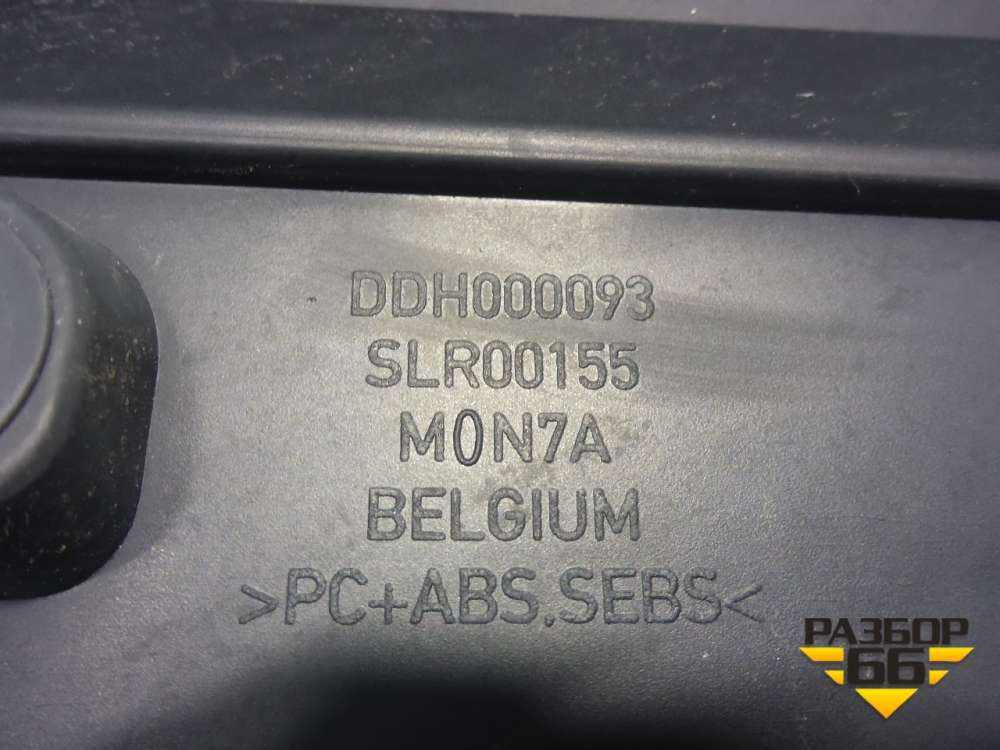 DDH000093
SLR00155
M0N7A
BELGIUM
>PC+ABS.SEBS<
РАЗБОР
66